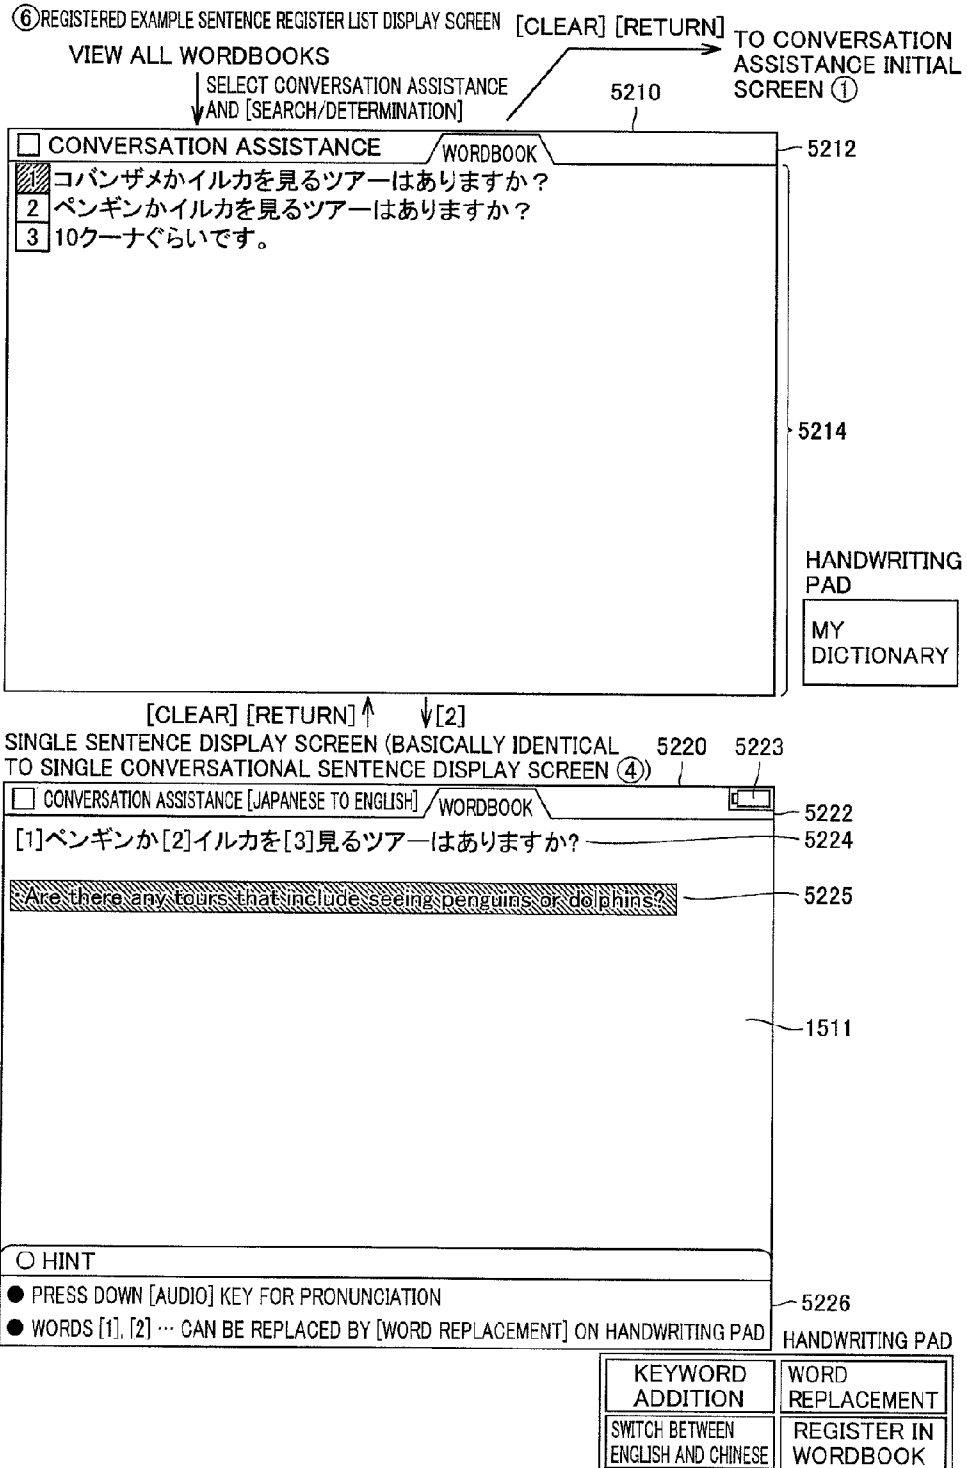 ⑥REGISTERED EXAMPLE SENTENCE REGISTER LIST DISPLAY SCREEN
[CLEAR] [RETURN]
TO CONVERSATION
ASSISTANCE INITIAL
SCREEN ①
VIEW ALL WORDBOOKS
SELECT CONVERSATION ASSISTANCE
AND [SEARCH/DETERMINATION]
5210
CONVERSATION ASSISTANCE
WORDBOOK
5212
1 コバンザメかイルカを見るツアーはありますか？
2 ペンギンかイルカを見るツアーはありますか？
3 10クーナぐらいです。
5214
HANDWRITING
PAD
MY
DICTIONARY
[CLEAR] [RETURN]
[2]
SINGLE SENTENCE DISPLAY SCREEN (BASICALLY IDENTICAL
TO SINGLE CONVERSATIONAL SENTENCE DISPLAY SCREEN ④)
5220
5223
CONVERSATION ASSISTANCE [JAPANESE TO ENGLISH]
WORDBOOK
5222
[1]ペンギンか[2]イルカを[3]見るツアーはありますか?
5224
・Are there any tours that include seeing penguins or dolphins?
5225
1511
O HINT
● PRESS DOWN [AUDIO] KEY FOR PRONUNCIATION
● WORDS [1], [2] ··· CAN BE REPLACED BY [WORD REPLACEMENT] ON HANDWRITING PAD
5226
HANDWRITING PAD
KEYWORD
ADDITION
WORD
REPLACEMENT
SWITCH BETWEEN
ENGLISH AND CHINESE
REGISTER IN
WORDBOOK